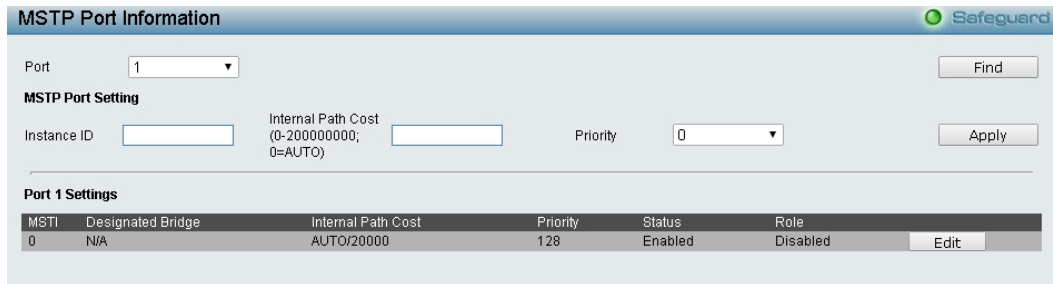 MSTP Port Information Safeguard
Port 1 Find
MSTP Port Setting
Instance ID Internal Path Cost (0-200000000; 0=AUTO) Priority 0 Apply
Port 1 Settings
MSTI Designated Bridge Internal Path Cost Priority Status Role
0 N/A AUTO/20000 128 Enabled Disabled Edit